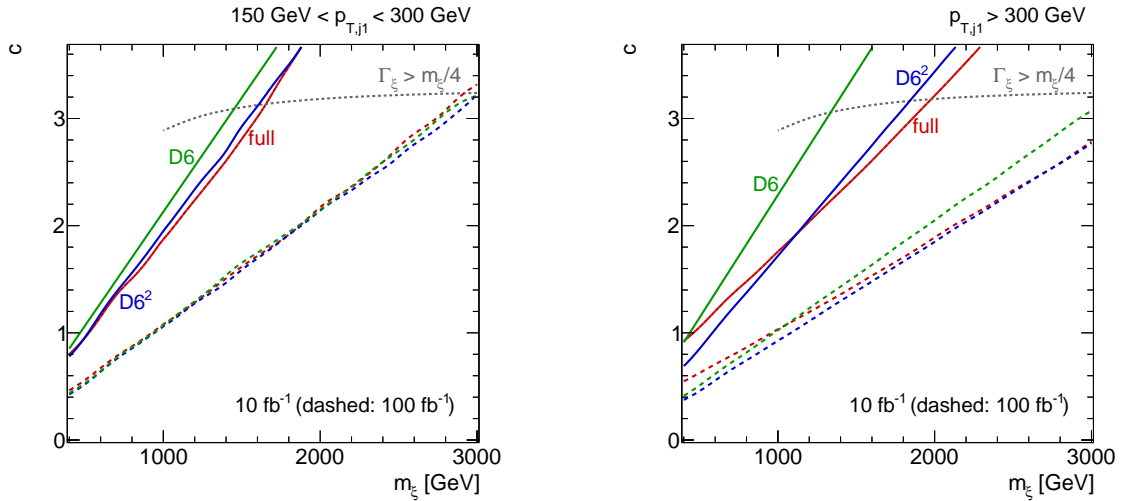 150 GeV < p_{T,j1} < 300 GeV
c
3
2
1
0
Γ_ξ > m_ξ/4
D6²
full
D6
10 fb⁻¹ (dashed: 100 fb⁻¹)
1000 2000 3000
m_ξ [GeV]
p_{T,j1} > 300 GeV
c
3
2
1
0
Γ_ξ > m_ξ/4
D6²
full
D6
10 fb⁻¹ (dashed: 100 fb⁻¹)
1000 2000 3000
m_ξ [GeV]